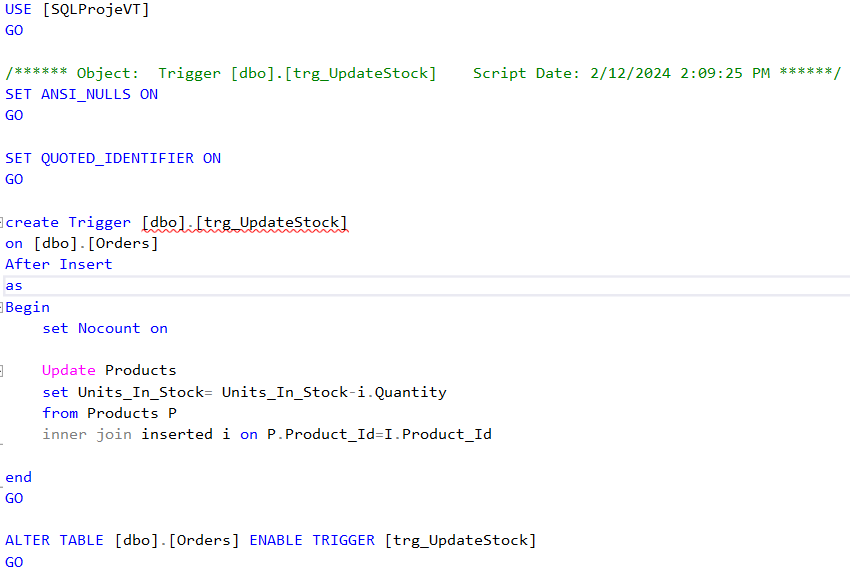 USE [SQLProjeVT]
GO
/****** Object:  Trigger [dbo].[trg_UpdateStock]    Script Date: 2/12/2024 2:09:25 PM ******/
SET ANSI_NULLS ON
GO
SET QUOTED_IDENTIFIER ON
GO
create Trigger [dbo].[trg_UpdateStock]
on [dbo].[Orders]
After Insert
as
Begin
    set Nocount on
    Update Products
    set Units_In_Stock= Units_In_Stock-i.Quantity
    from Products P
    inner join inserted i on P.Product_Id=I.Product_Id
end
GO
ALTER TABLE [dbo].[Orders] ENABLE TRIGGER [trg_UpdateStock]
GO